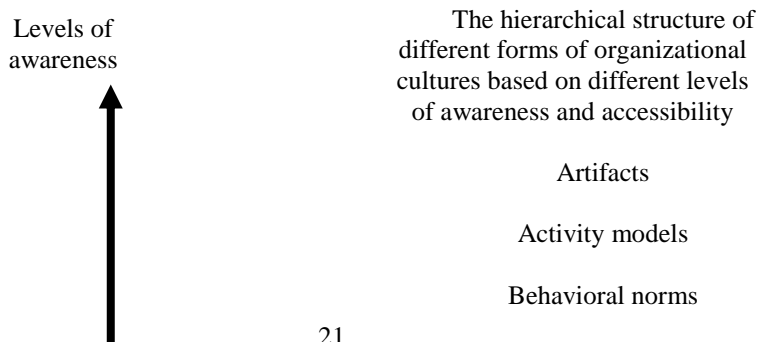 Levels of
awareness
The hierarchical structure of
different forms of organizational
cultures based on different levels
of awareness and accessibility
Artifacts
Activity models
Behavioral norms
21